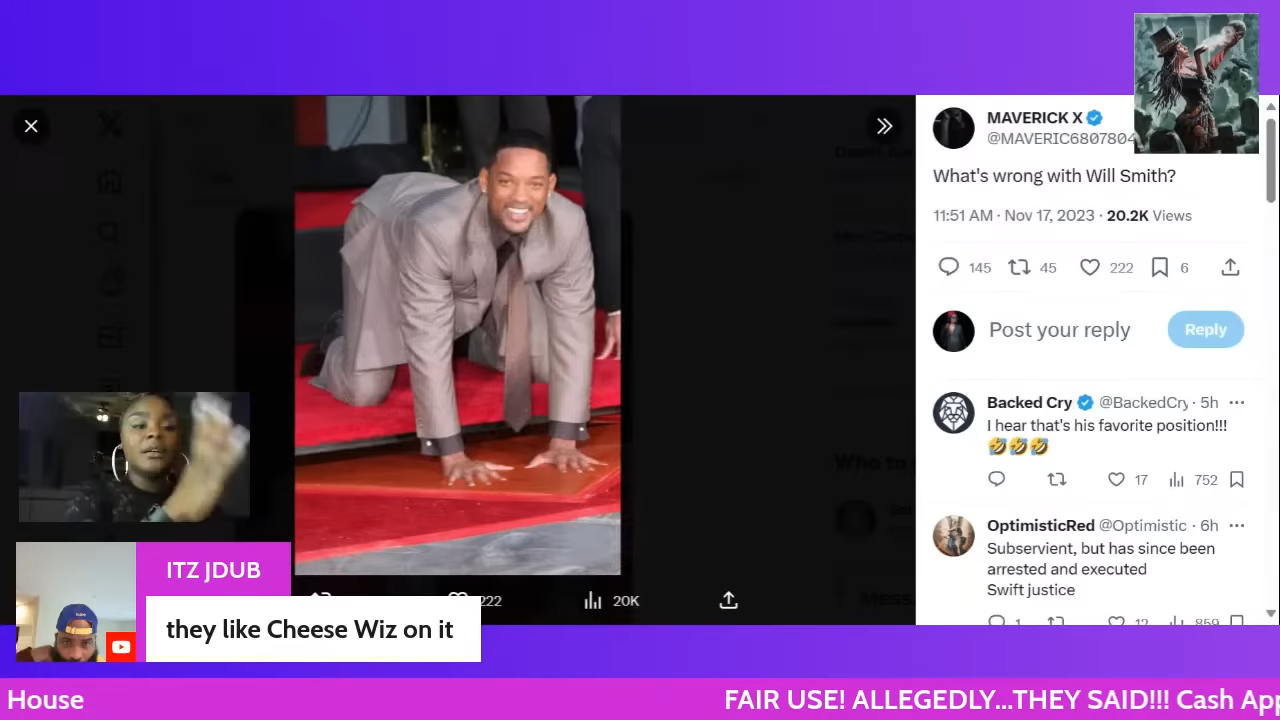 MAVERICK X
@MAVERIC6807804
What's wrong with Will Smith?
11:51 AM · Nov 17, 2023 · 20.2K Views
145 45 222 6
Post your reply Reply
Backed Cry @BackedCry · 5h ...
I hear that's his favorite position!!!
🤣🤣🤣
17 752
OptimisticRed @Optimistic · 6h ...
Subservient, but has since been
arrested and executed
Swift justice
1 12 859
222 20K
ITZ JDUB
they like Cheese Wiz on it
House FAIR USE! ALLEGEDLY...THEY SAID!!! Cash App